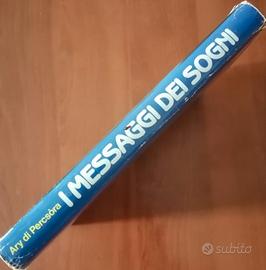 Ary di Percsòra
I MESSAGGI DEI SOGNI
subito